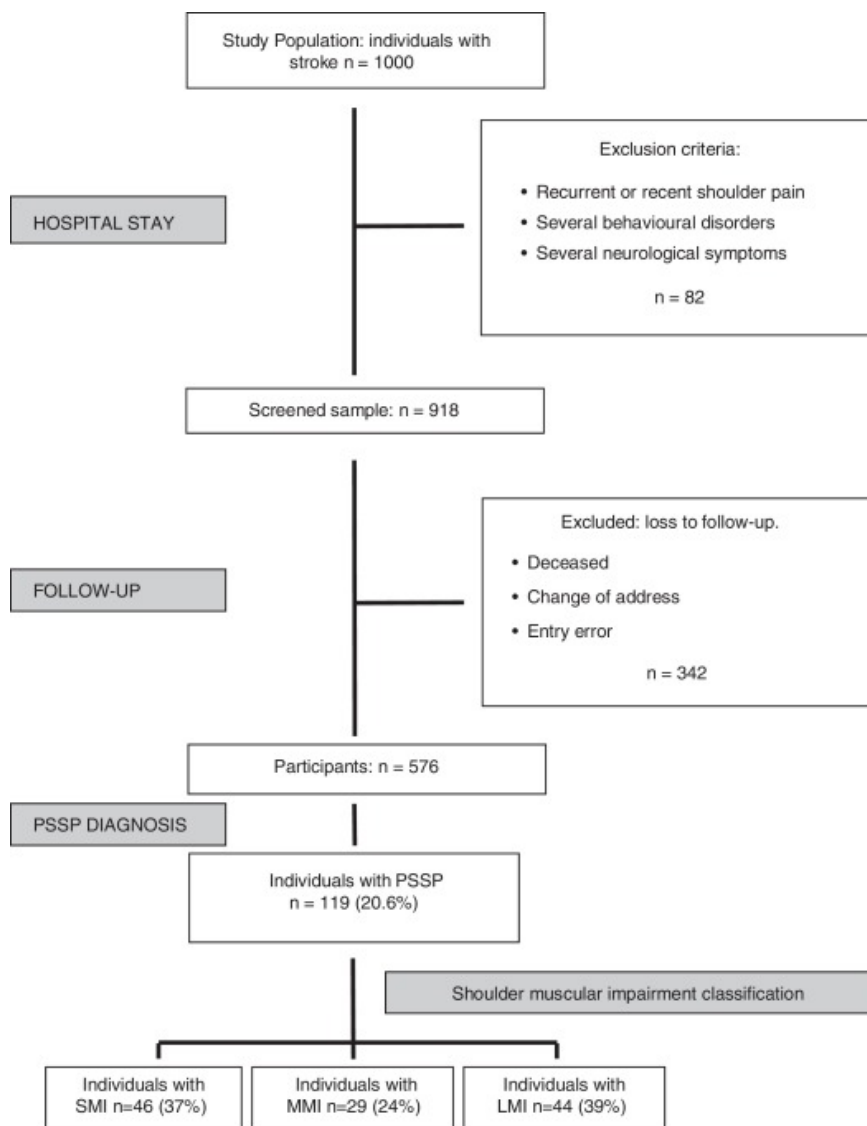 Study Population: individuals with
stroke n = 1000
Exclusion criteria:
• Recurrent or recent shoulder pain
• Several behavioural disorders
• Several neurological symptoms
n = 82
HOSPITAL STAY
Screened sample: n = 918
Excluded: loss to follow-up.
• Deceased
• Change of address
• Entry error
n = 342
FOLLOW-UP
Participants: n = 576
PSSP DIAGNOSIS
Individuals with PSSP
n = 119 (20.6%)
Shoulder muscular impairment classification
Individuals with
SMI n=46 (37%)
Individuals with
MMI n=29 (24%)
Individuals with
LMI n=44 (39%)